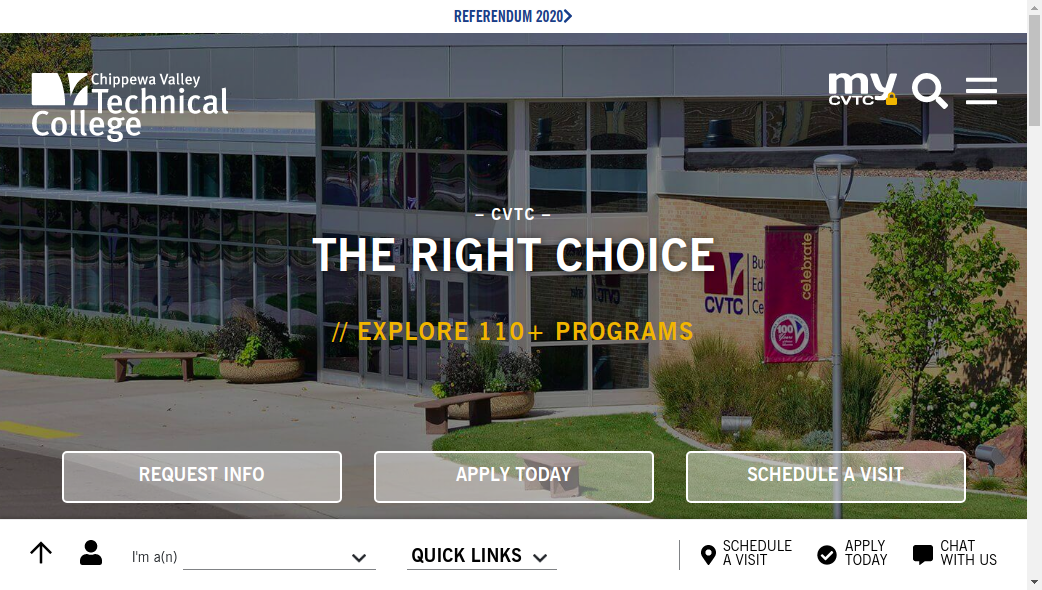 REFERENDUM 2020
Chippewa Valley
Technical
College
my
CVTC
– CVTC –
THE RIGHT CHOICE
// EXPLORE 110+ PROGRAMS
CVTC
celebrate
100
REQUEST INFO
APPLY TODAY
SCHEDULE A VISIT
I'm a(n)
QUICK LINKS
SCHEDULE
A VISIT
APPLY
TODAY
CHAT
WITH US